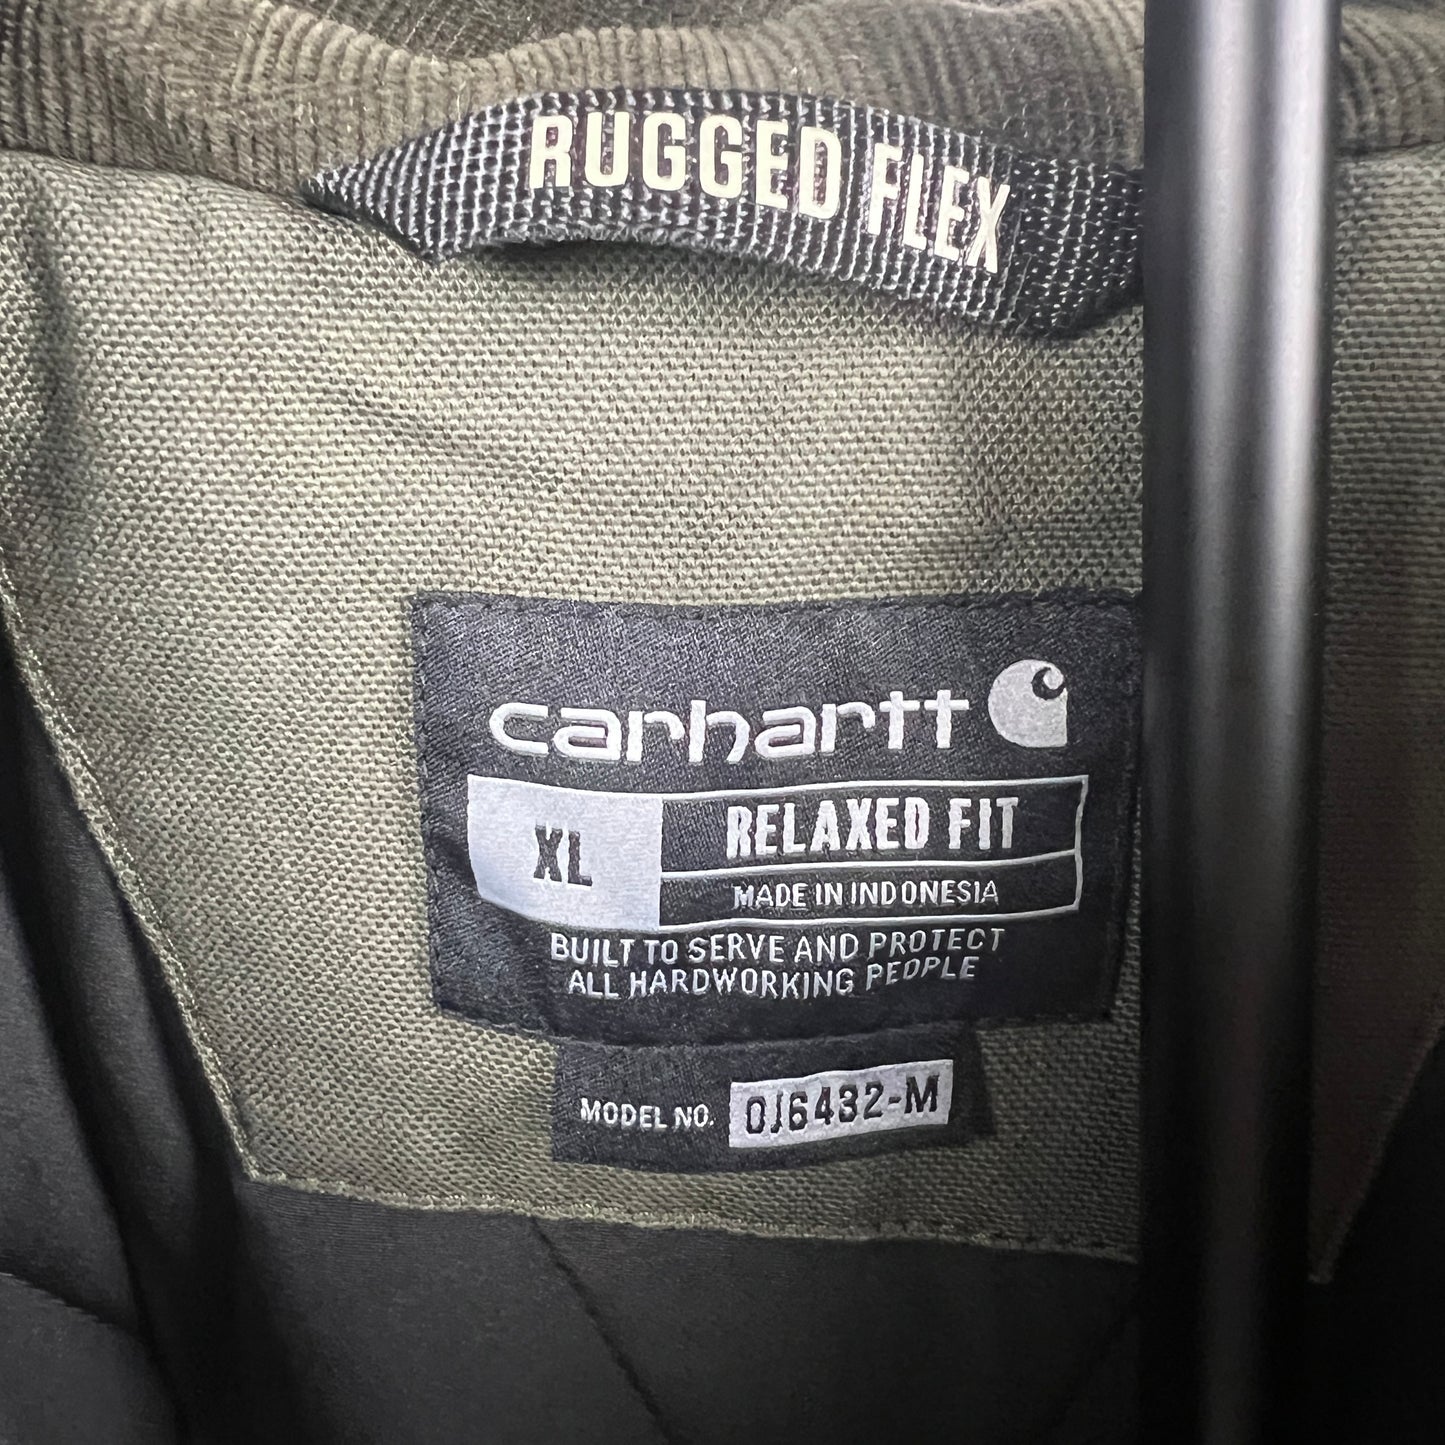 RUGGED FLEX
carhartt
XL
RELAXED FIT
MADE IN INDONESIA
BUILT TO SERVE AND PROTECT
ALL HARDWORKING PEOPLE
MODEL NO. OJ6432-M